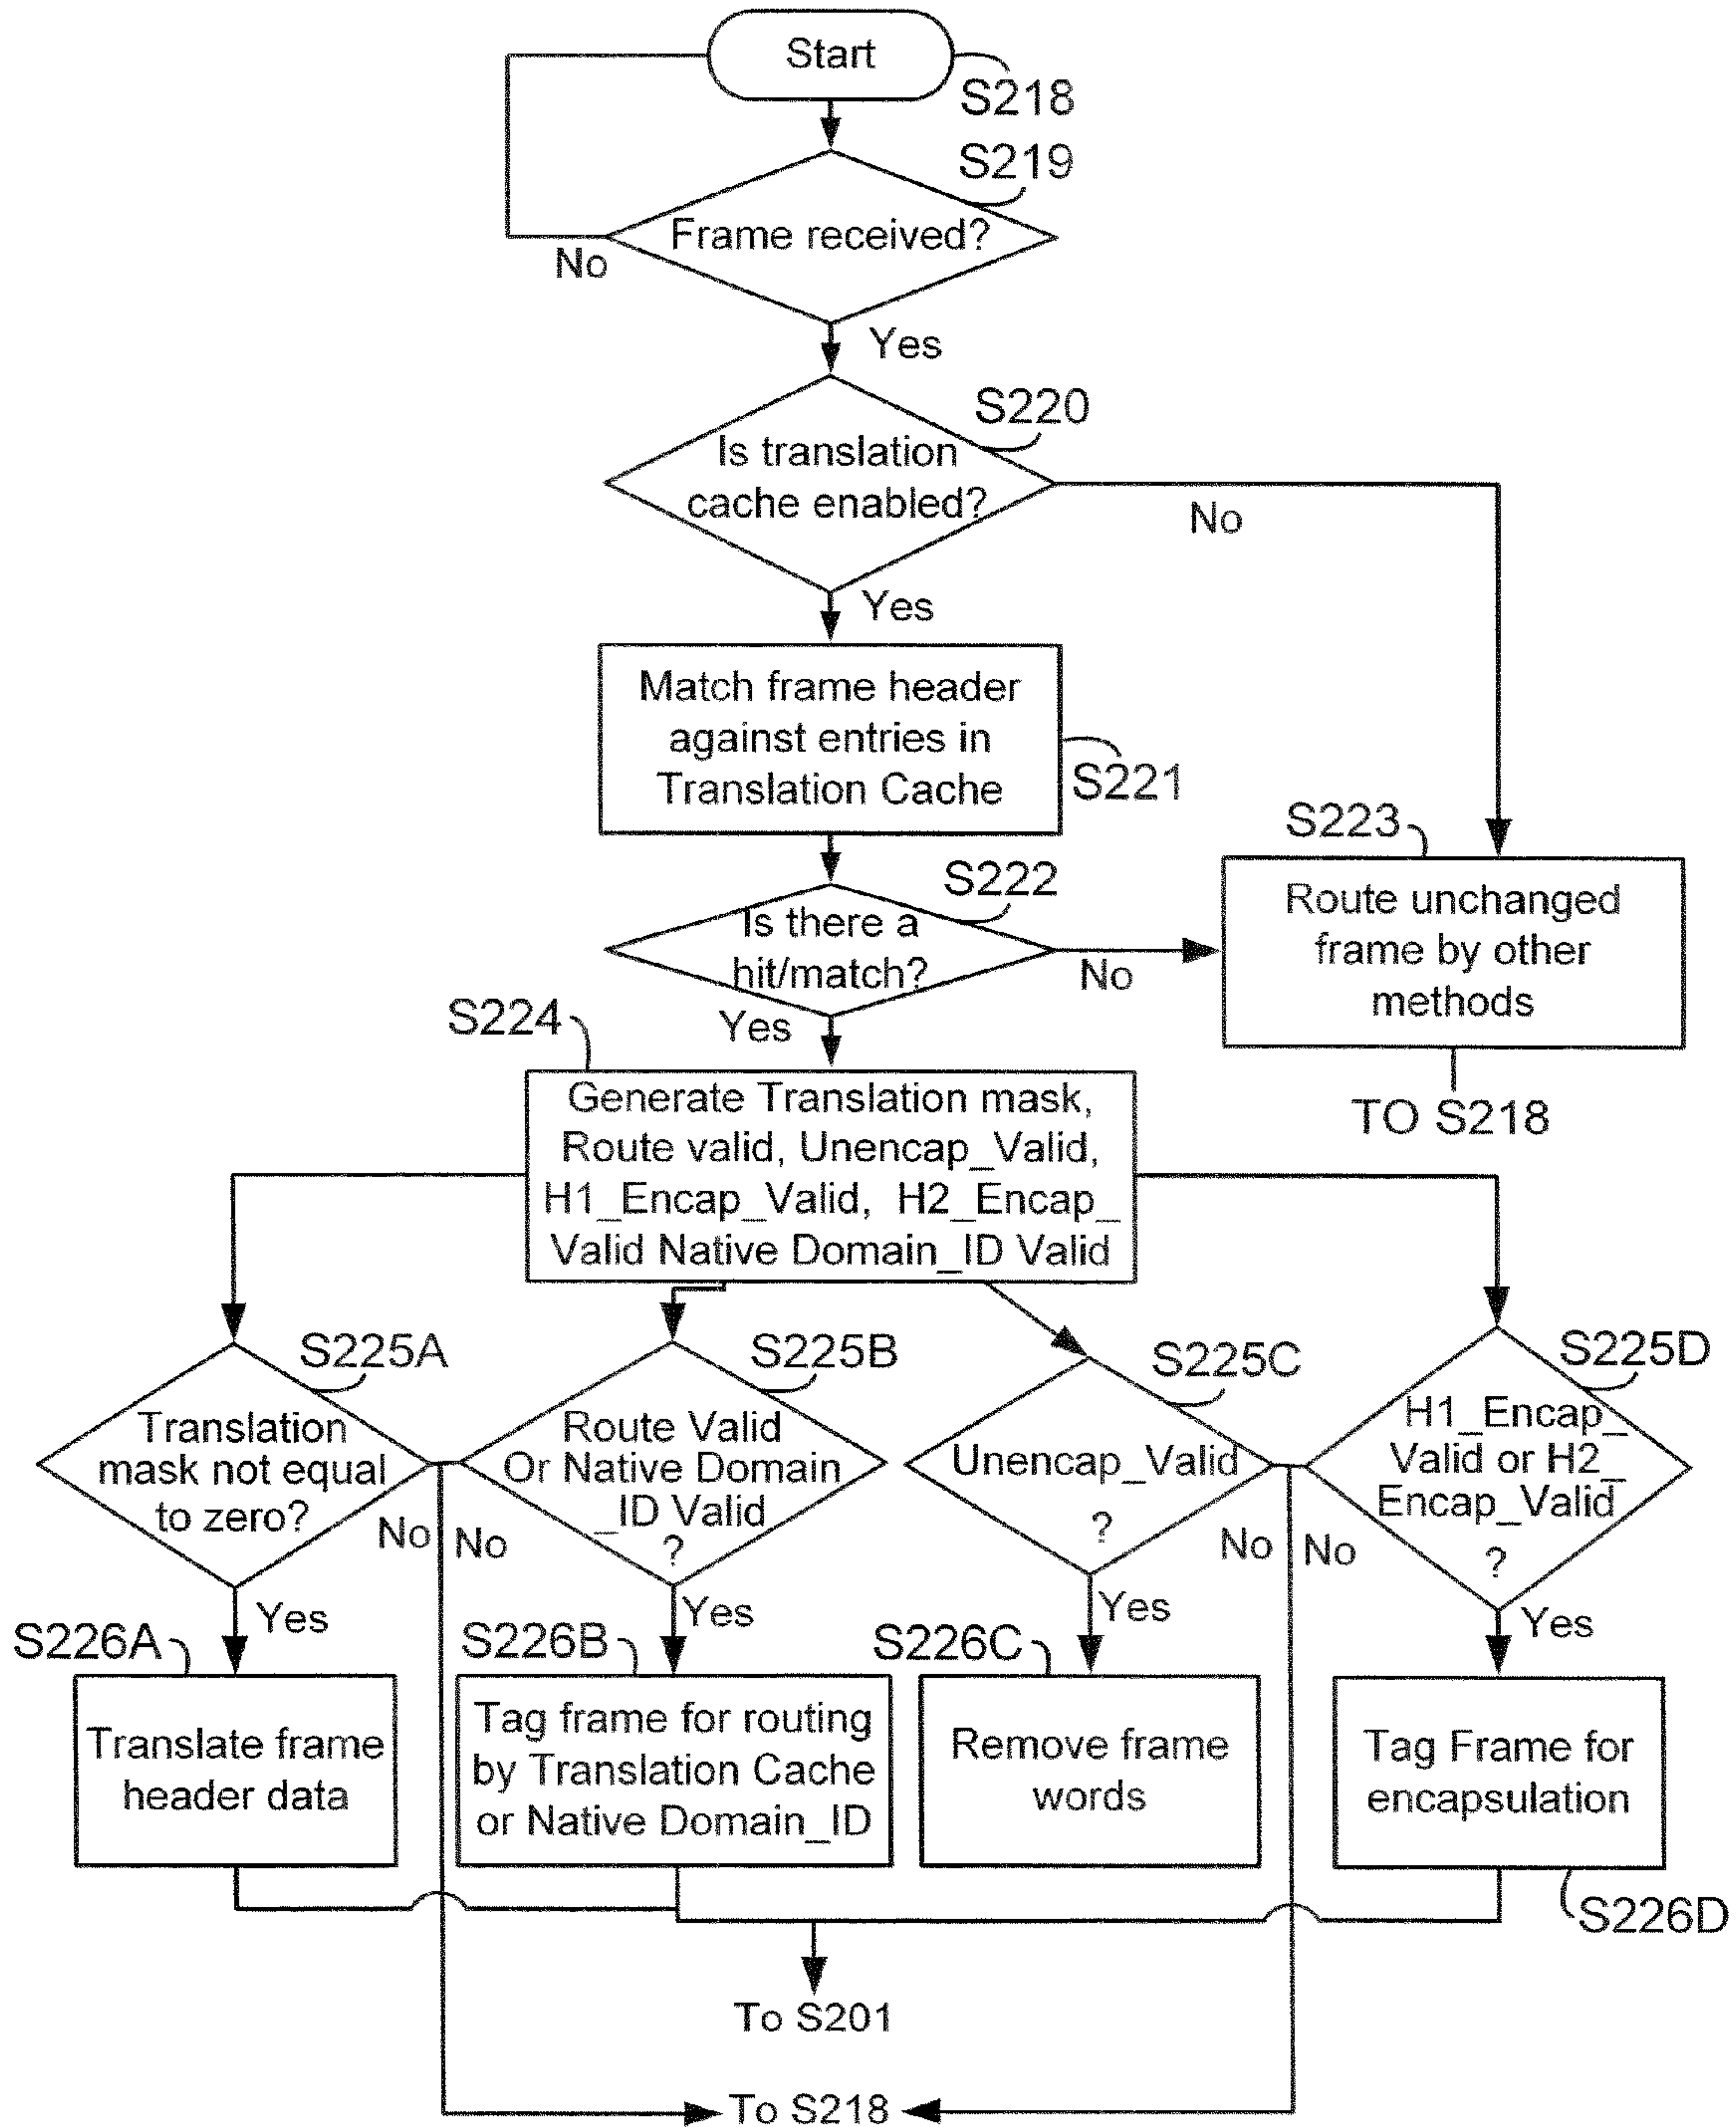 Start
S218
S219
Frame received?
No
Yes
S220
Is translation
cache enabled?
No
Yes
Match frame header
against entries in
Translation Cache
S221
S223
S222
Is there a
hit/match?
No
Route unchanged
frame by other
methods
Yes
S224
TO S218
Generate Translation mask,
Route valid, Unencap_Valid,
H1_Encap_Valid, H2_Encap_
Valid Native Domain_ID Valid
S225A
Translation
mask not equal
to zero?
No
Yes
S225B
Route Valid
Or Native Domain
_ID Valid
?
No
Yes
S225C
Unencap_Valid
?
No
Yes
S225D
H1_Encap_
Valid or H2_
Encap_Valid
?
No
Yes
S226A
Translate frame
header data
S226B
Tag frame for routing
by Translation Cache
or Native Domain_ID
S226C
Remove frame
words
Tag Frame for
encapsulation
S226D
To S201
To S218